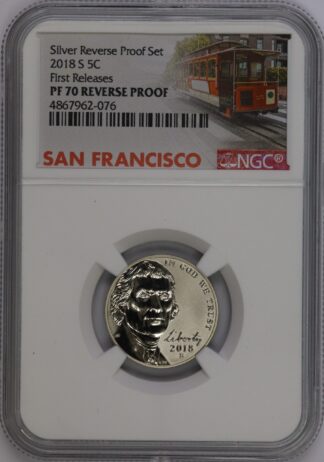 Silver Reverse Proof Set
2018 S 5C
First Releases
PF 70 REVERSE PROOF
4867962-076
SAN FRANCISCO
NGC®
IN GOD WE TRUST
Liberty
2018
S